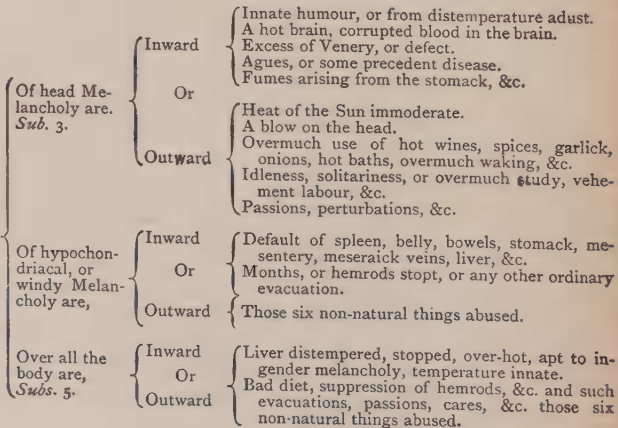 Of head Me-
lancholy are.
Sub. 3.
Inward
Innate humour, or from distemperature adust.
A hot brain, corrupted blood in the brain.
Excess of Venery, or defect.
Agues, or some precedent disease.
Fumes arising from the stomack, &c.
Or
Outward
Heat of the Sun immoderate.
A blow on the head.
Overmuch use of hot wines, spices, garlick,
onions, hot baths, overmuch waking, &c.
Idleness, solitariness, or overmuch study, vehe-
ment labour, &c.
Passions, perturbations, &c.
Of hypochon-
driacal, or
windy Melan-
choly are,
Inward
Default of spleen, belly, bowels, stomack, me-
sentery, meseraick veins, liver, &c.
Months, or hemrods stopt, or any other ordinary
evacuation.
Or
Outward
Those six non-natural things abused.
Over all the
body are,
Subs. 5.
Inward
Or
Outward
Liver distempered, stopped, over-hot, apt to in-
gender melancholy, temperature innate.
Bad diet, suppression of hemrods, &c. and such
evacuations, passions, cares, &c. those six
non-natural things abused.